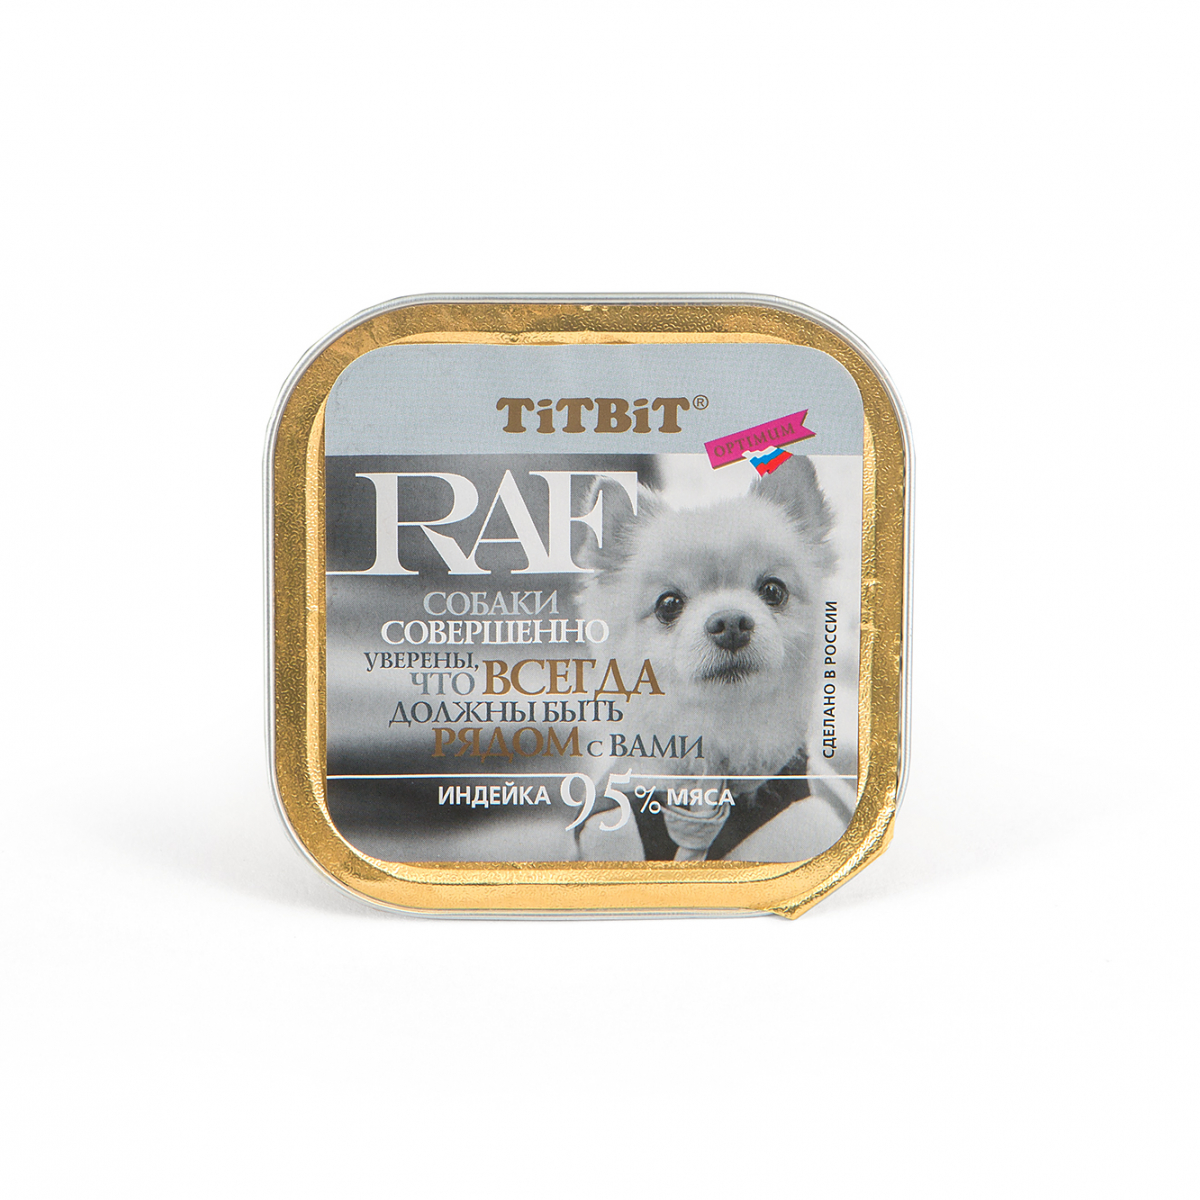 TiTBiT®
OPTIMUM
RAF
СОБАКИ
СОВЕРШЕННО
УВЕРЕНЫ,
ЧТО ВСЕГДА
ДОЛЖНЫ БЫТЬ
РЯДОМ С ВАМИ
ИНДЕЙКА 95% МЯСА
СДЕЛАНО В РОССИИ